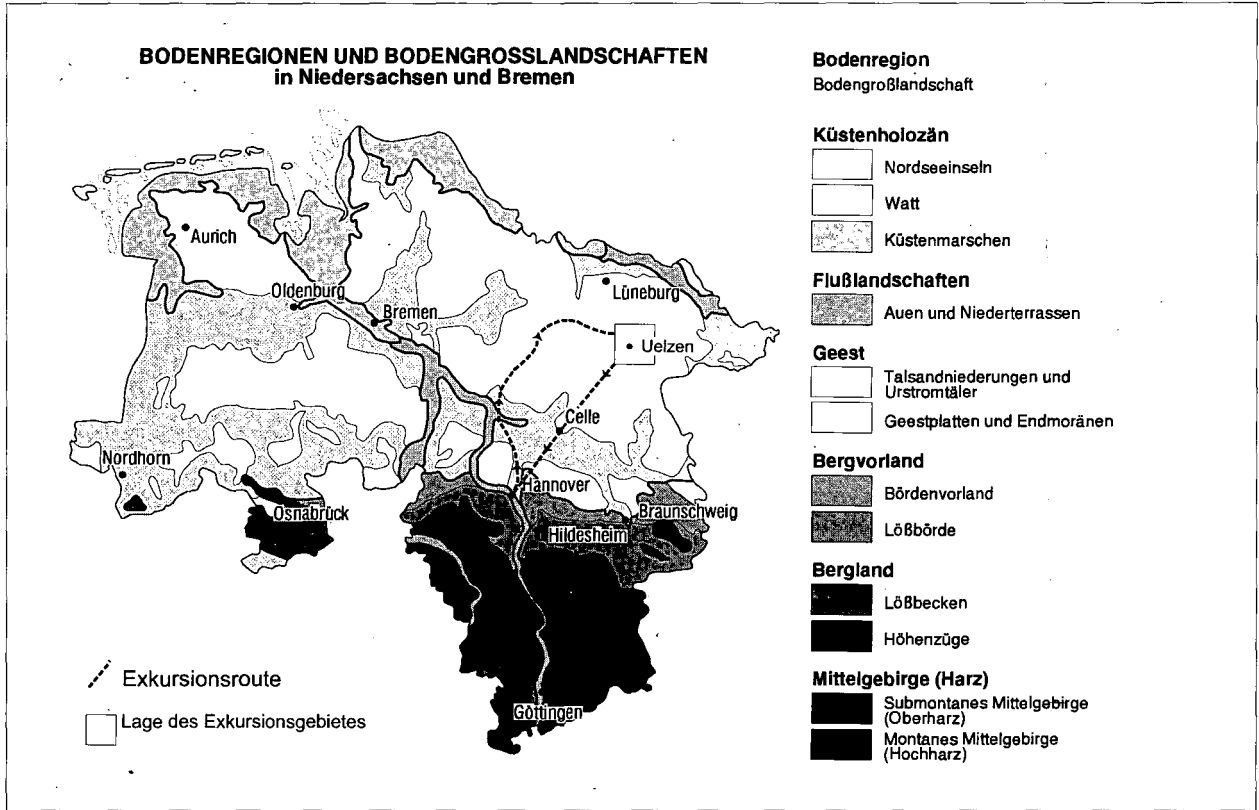 BODENREGIONEN UND BODENGROSSLANDSCHAFTEN
in Niedersachsen und Bremen
Aurich
Oldenburg
Bremen
Lüneburg
Uelzen
Celle
Nordhorn
Hannover
Osnabrück
Braunschweig
Hildesheim
Göttingen
Exkursionsroute
Lage des Exkursionsgebietes
Bodenregion
Bodengroßlandschaft
Küstenholozän
Nordseeinseln
Watt
Küstenmarschen
Flußlandschaften
Auen und Niederterrassen
Geest
Talsandniederungen und
Urstromtäler
Geestplatten und Endmoränen
Bergvorland
Bördenvorland
Lößbörde
Bergland
Lößbecken
Höhenzüge
Mittelgebirge (Harz)
Submontanes Mittelgebirge
(Oberharz)
Montanes Mittelgebirge
(Hochharz)